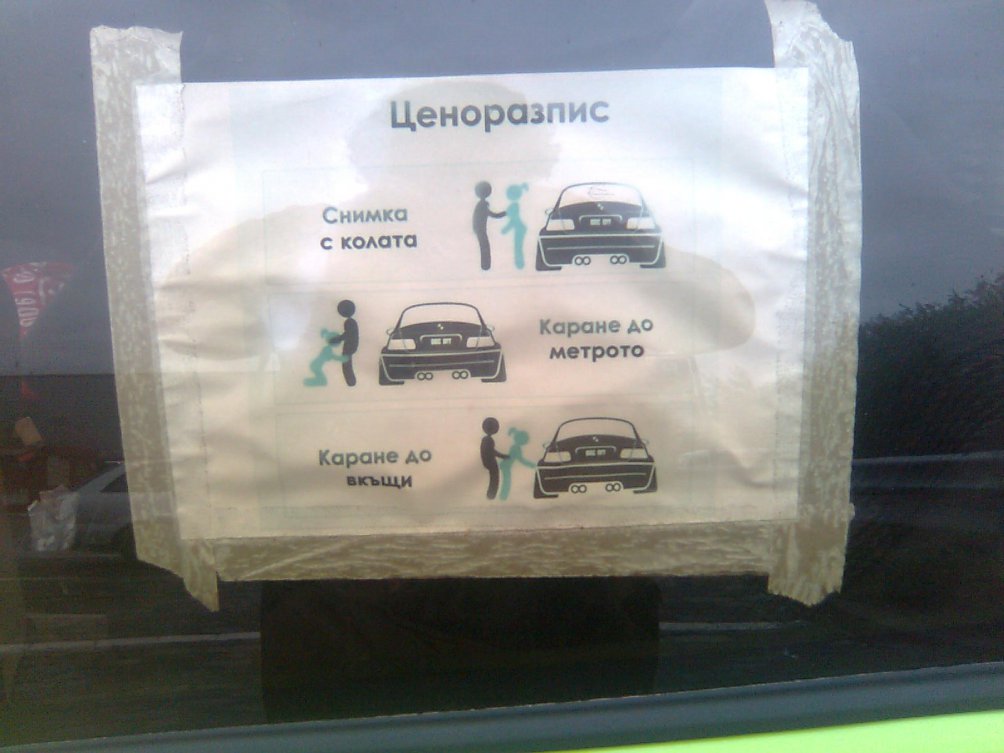 Ценоразпис
Снимка
с колата
Каране до
метрото
Каране до
вкъщи